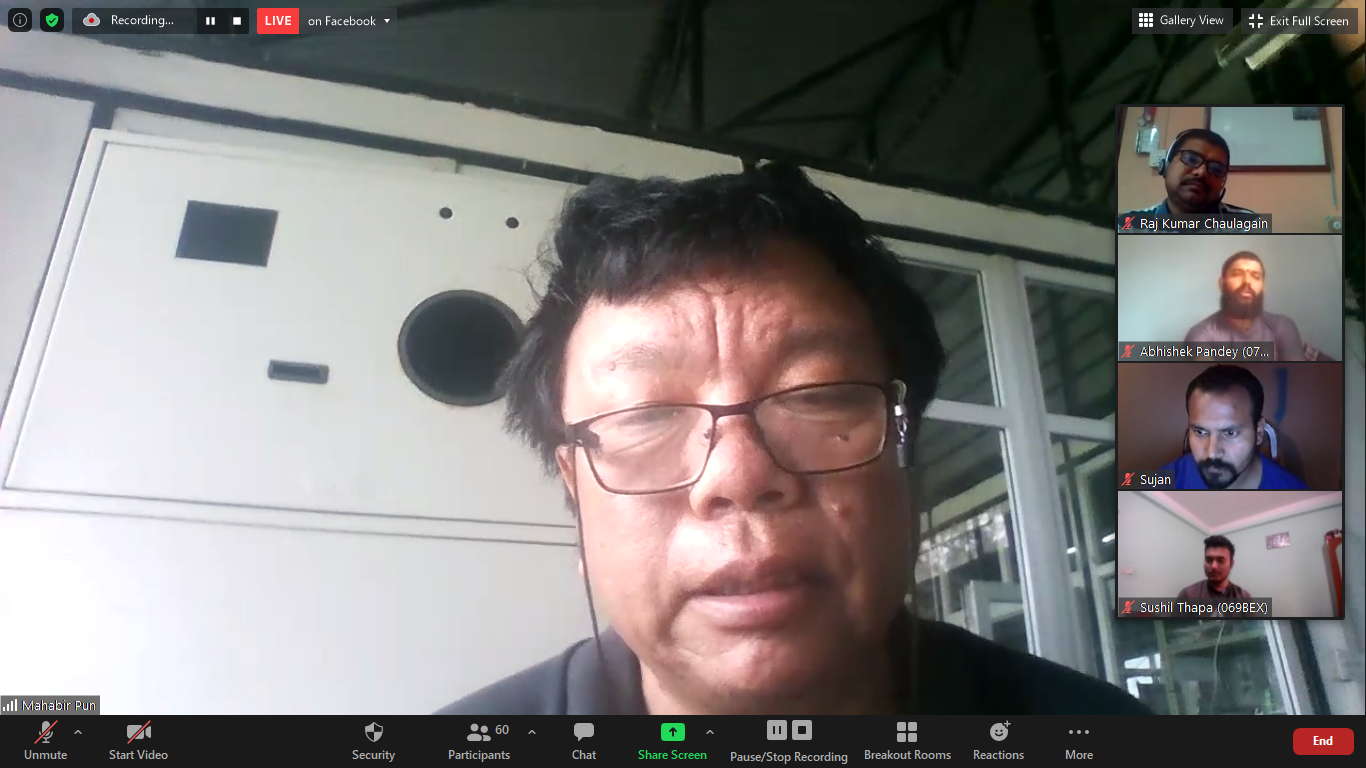 Recording...
LIVE
on Facebook
Gallery View
Exit Full Screen
Raj Kumar Chaulagain
Abhishek Pandey (07...
Sujan
Sushil Thapa (069BEX)
Mahabir Pun
Unmute
Start Video
Security
Participants
60
Chat
Share Screen
Pause/Stop Recording
Breakout Rooms
Reactions
More
End